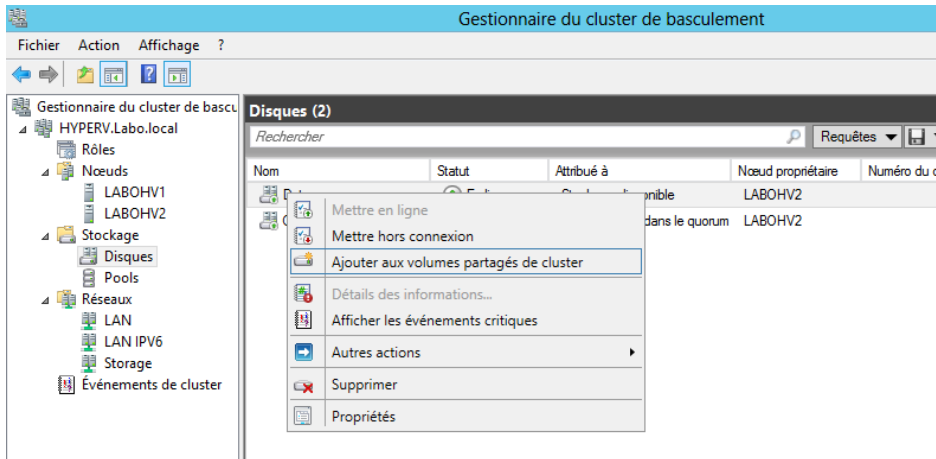 Gestionnaire du cluster de basculement
Fichier Action Affichage ?
Gestionnaire du cluster de bascu
HYPERV.Labo.local
Rôles
Nœuds
LABOHV1
LABOHV2
Stockage
Disques
Pools
Réseaux
LAN
LAN IPV6
Storage
Événements de cluster
Disques (2)
Rechercher
Requêtes
Nom Statut Attribué à Nœud propriétaire Numéro du
LABOHV2
dans le quorum LABOHV2
Mettre en ligne
Mettre hors connexion
Ajouter aux volumes partagés de cluster
Détails des informations...
Afficher les événements critiques
Autres actions
Supprimer
Propriétés